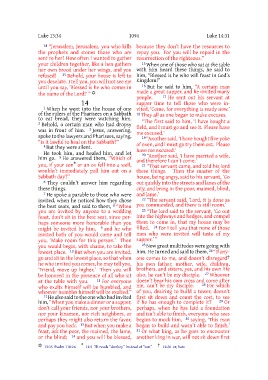 Luke 13:34
1094
Luke 14:31
34 "Jerusalem, Jerusalem, you who kills
the prophets and stones those who are
sent to her! How often I wanted to gather
your children together, like a hen gathers
her own brood under her wings, and you
refused! 35 Behold, your house is left to
you desolate. I tell you, you will not see me
until you say, 'Blessed is he who comes in
the name of the Lord!'"
14
1 When he went into the house of one
of the rulers of the Pharisees on a Sabbath
to eat bread, they were watching him.
2 Behold, a certain man who had dropsy
was in front of him. 3 Jesus, answering,
spoke to the lawyers and Pharisees, saying,
"Is it lawful to heal on the Sabbath?"
4 But they were silent.
He took him, and healed him, and let
him go. 5 He answered them, "Which of
you, if your son or an ox fell into a well,
wouldn't immediately pull him out on a
Sabbath day?"
6 They couldn't answer him regarding
these things.
7 He spoke a parable to those who were
invited, when he noticed how they chose
the best seats, and said to them, 8 "When
you are invited by anyone to a wedding
feast, don't sit in the best seat, since per-
haps someone more honorable than you
might be invited by him, 9 and he who
invited both of you would come and tell
you, 'Make room for this person.' Then
you would begin, with shame, to take the
lowest place. 10 But when you are invited,
go and sit in the lowest place, so that when
he who invited you comes, he may tell you,
'Friend, move up higher.' Then you will
be honored in the presence of all who sit
at the table with you. 11 For everyone
who exalts himself will be humbled, and
whoever humbles himself will be exalted."
12 He also said to the one who had invited
him, "When you make a dinner or a supper,
don't call your friends, nor your brothers,
nor your kinsmen, nor rich neighbors, or
perhaps they might also return the favor,
and pay you back. 13 But when you make a
feast, ask the poor, the maimed, the lame,
or the blind; 14 and you will be blessed,
because they don't have the resources to
repay you. For you will be repaid in the
resurrection of the righteous."
15 When one of those who sat at the table
with him heard these things, he said to
him, "Blessed is he who will feast in God's
Kingdom!"
16 But he said to him, "A certain man
made a great supper, and he invited many
people. 17 He sent out his servant at
supper time to tell those who were in-
vited, 'Come, for everything is ready now.'
18 They all as one began to make excuses.
"The first said to him, 'I have bought a
field, and I must go and see it. Please have
me excused.'
19 "Another said, 'I have bought five yoke
of oxen, and I must go try them out. Please
have me excused.'
20 "Another said, 'I have married a wife,
and therefore I can't come.'
21 "That servant came, and told his lord
these things. Then the master of the
house, being angry, said to his servant, 'Go
out quickly into the streets and lanes of the
city, and bring in the poor, maimed, blind,
and lame.'
22 "The servant said, 'Lord, it is done as
you commanded, and there is still room.'
23 "The lord said to the servant, 'Go out
into the highways and hedges, and compel
them to come in, that my house may be
filled. 24 For I tell you that none of those
men who were invited will taste of my
supper.'"
25 Now great multitudes were going with
him. He turned and said to them, 26 "If any-
one comes to me, and doesn't disregard
his own father, mother, wife, children,
brothers, and sisters, yes, and his own life
also, he can't be my disciple. 27 Whoever
doesn't bear his own cross, and come after
me, can't be my disciple. 28 For which
of you, desiring to build a tower, doesn't
first sit down and count the cost, to see
if he has enough to complete it? 29 Or
perhaps, when he has laid a foundation
and isn't able to finish, everyone who sees
begins to mock him, 30 saying, 'This man
began to build and wasn't able to finish.'
31 Or what king, as he goes to encounter
another king in war, will not sit down first